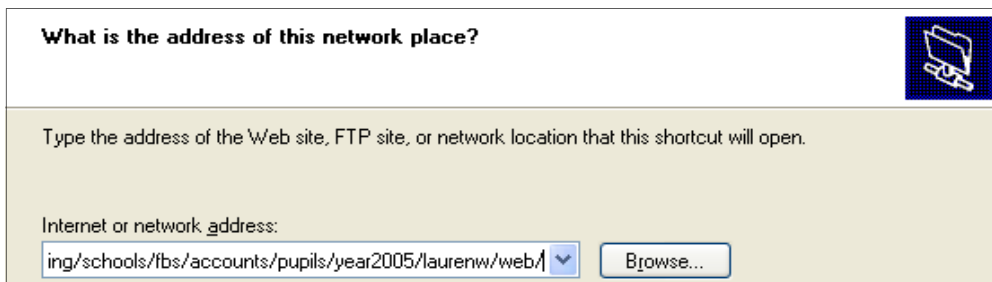 What is the address of this network place?
Type the address of the Web site, FTP site, or network location that this shortcut will open.
Internet or network address:
ing/schools/fbs/accounts/pupils/year2005/laurenw/web/
Browse...